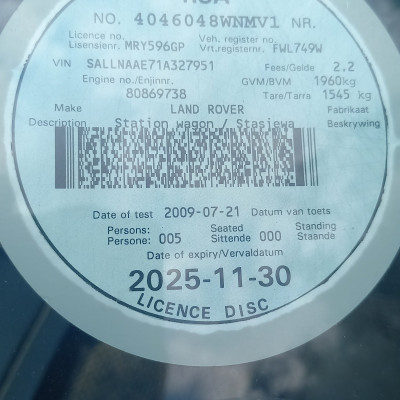 RSA
NO. 4046048WNMV1 NR.
Licence no. Veh. register no.
Lisensienr. MRY596GP Vrt.registernr. FWL749W
VIN SALLNAAE71A327951 Fees/Gelde 2.2
Engine no./Enjinnr. GVM/BVM 1960kg
80869738 Tare/Tarra 1545 kg
Make LAND ROVER Fabrikaat
Description Station wagon / Stasiewa Beskrywing
Date of test 2009-07-21 Datum van toets
Persons: Seated Standing
Persone: 005 Sittende 000 Staande
Date of expiry/Vervaldatum
2025-11-30
LICENCE DISC